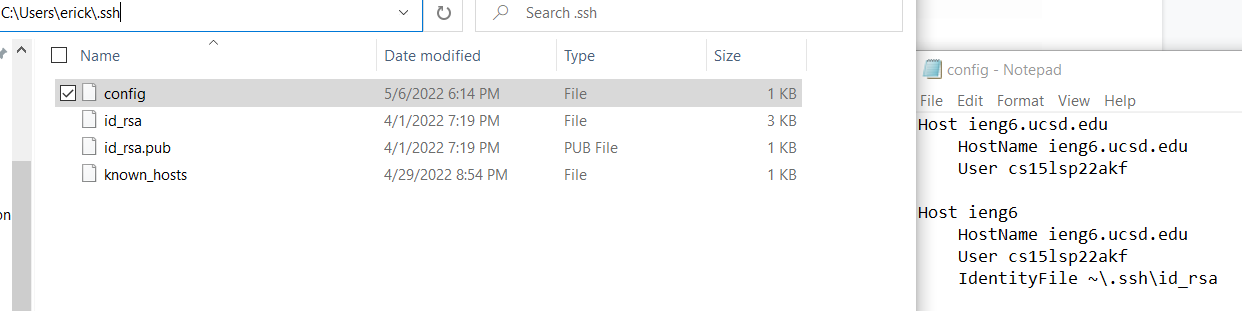 C:\Users\erick\.ssh
Search .ssh
Name Date modified Type Size
config 5/6/2022 6:14 PM File 1 KB
id_rsa 4/1/2022 7:19 PM File 3 KB
id_rsa.pub 4/1/2022 7:19 PM PUB File 1 KB
known_hosts 4/29/2022 8:54 PM File 1 KB
on
config - Notepad
File Edit Format View Help
Host ieng6.ucsd.edu
HostName ieng6.ucsd.edu
User cs15lsp22akf
Host ieng6
HostName ieng6.ucsd.edu
User cs15lsp22akf
IdentityFile ~\.ssh\id_rsa